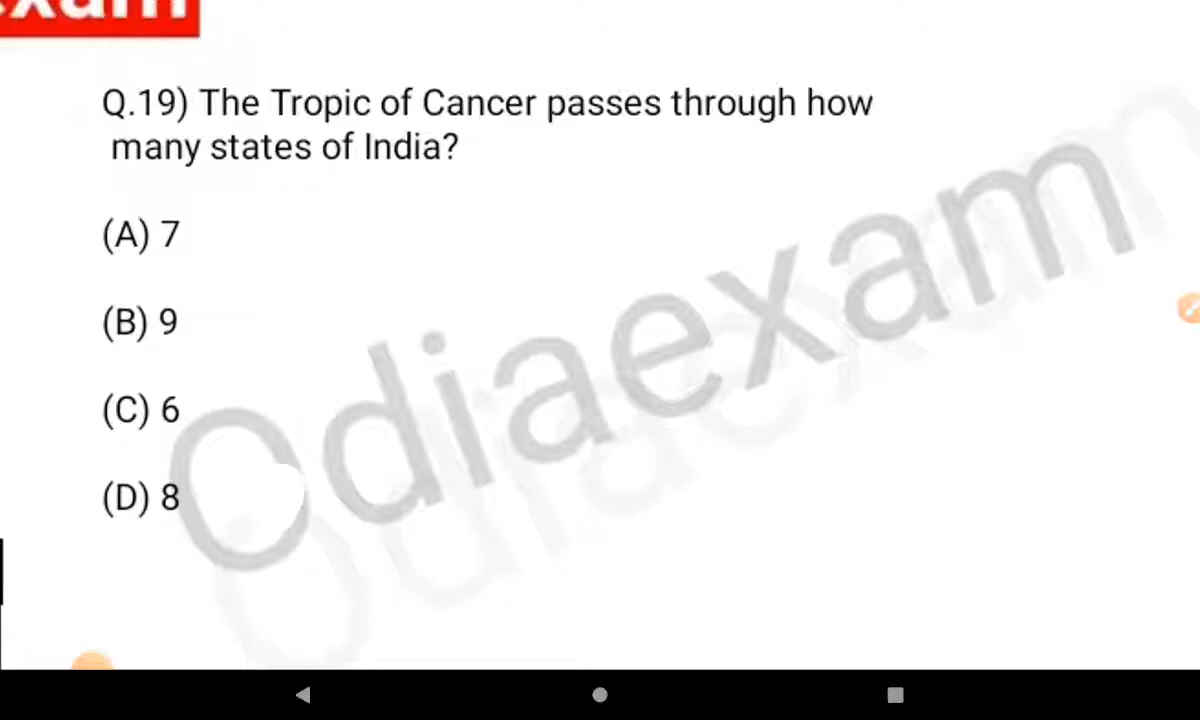 Q.19) The Tropic of Cancer passes through how
many states of India?
(A) 7
(B) 9
(C) 6
(D) 8
Odiaexam